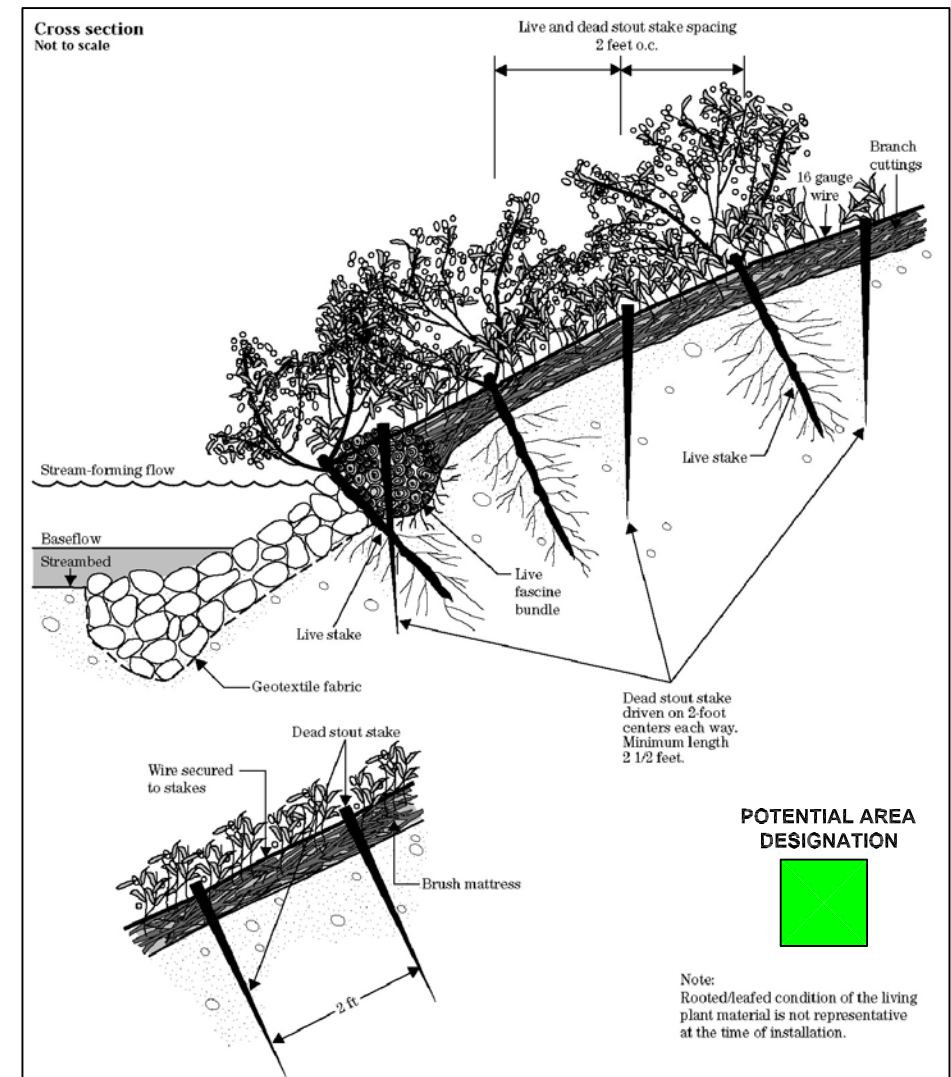 Cross section
Not to scale
Live and dead stout stake spacing
2 feet o.c.
Branch
cuttings
16 gauge
wire
Stream-forming flow
Live stake
Baseflow
Streambed
Live
fascine
bundle
Live stake
Geotextile fabric
Dead stout stake
driven on 2-foot
centers each way.
Minimum length
2 1/2 feet.
Dead stout stake
Wire secured
to stakes
Brush mattress
2 ft
POTENTIAL AREA
DESIGNATION
Note:
Rooted/leafed condition of the living
plant material is not representative
at the time of installation.